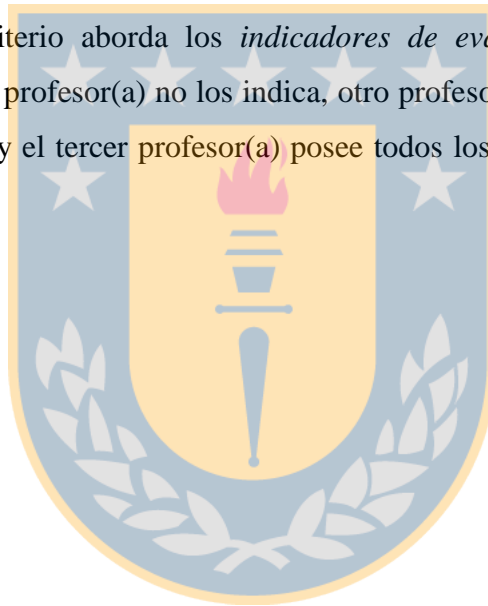 iterio aborda los indicadores de eva
profesor(a) no los indica, otro profeso
y el tercer profesor(a) posee todos los